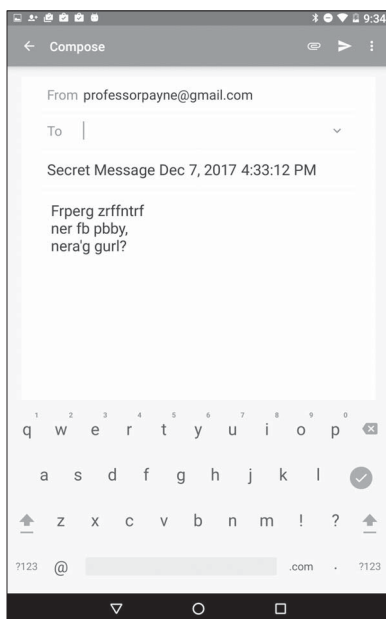 9:34
Compose
From professorpayne@gmail.com
To
Secret Message Dec 7, 2017 4:33:12 PM
Frperg zrffntrf
ner fb pbby,
nera'g gurl?
1 2 3 4 5 6 7 8 9 0
q w e r t y u i o p
a s d f g h j k l
z x c v b n m ! ?
?123 @ .com . ?123